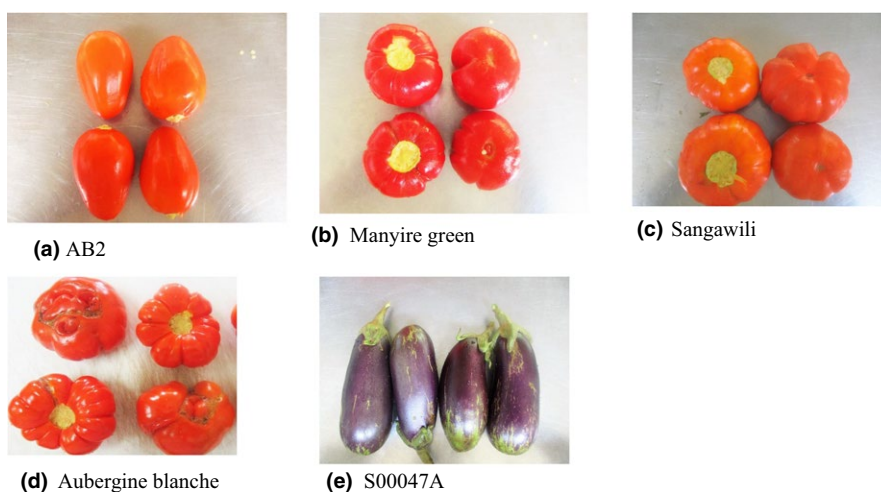 (a) AB2
(b) Manyire green
(c) Sangawili
(d) Aubergine blanche
(e) S00047A